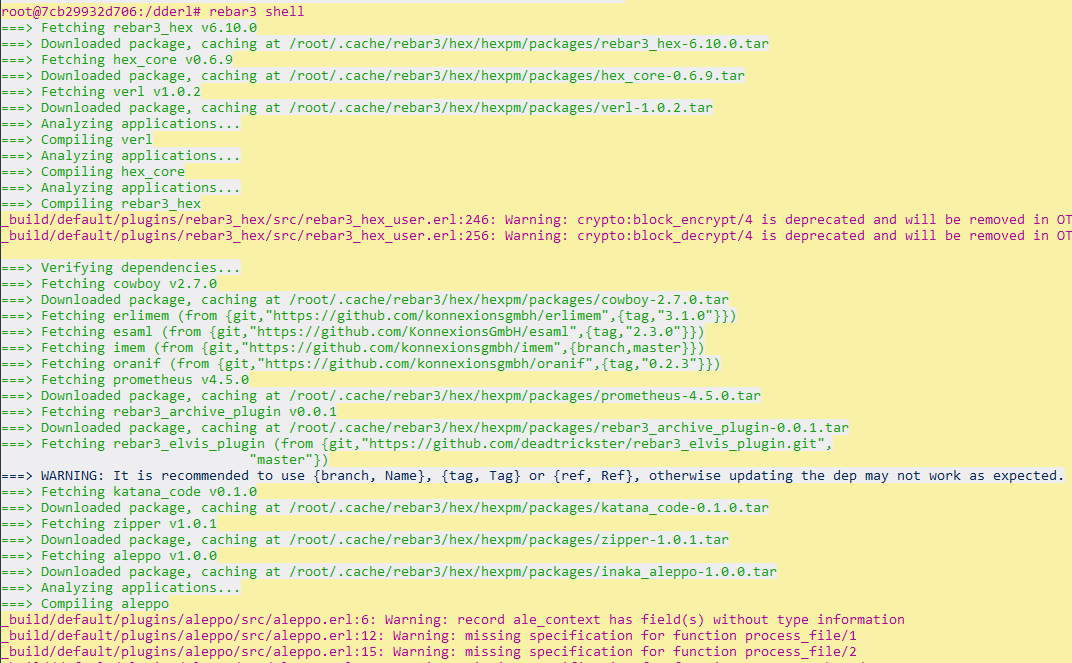 root@7cb29932d706:/dderl# rebar3 shell
===> Fetching rebar3_hex v6.10.0
===> Downloaded package, caching at /root/.cache/rebar3/hex/hexpm/packages/rebar3_hex-6.10.0.tar
===> Fetching hex_core v0.6.9
===> Downloaded package, caching at /root/.cache/rebar3/hex/hexpm/packages/hex_core-0.6.9.tar
===> Fetching verl v1.0.2
===> Downloaded package, caching at /root/.cache/rebar3/hex/hexpm/packages/verl-1.0.2.tar
===> Analyzing applications...
===> Compiling verl
===> Analyzing applications...
===> Compiling hex_core
===> Analyzing applications...
===> Compiling rebar3_hex
_build/default/plugins/rebar3_hex/src/rebar3_hex_user.erl:246: Warning: crypto:block_encrypt/4 is deprecated and will be removed in OT
_build/default/plugins/rebar3_hex/src/rebar3_hex_user.erl:256: Warning: crypto:block_decrypt/4 is deprecated and will be removed in OT
===> Verifying dependencies...
===> Fetching cowboy v2.7.0
===> Downloaded package, caching at /root/.cache/rebar3/hex/hexpm/packages/cowboy-2.7.0.tar
===> Fetching erlimem (from {git,"https://github.com/konnexionsgmbh/erlimem",{tag,"3.1.0"}})
===> Fetching esaml (from {git,"https://github.com/KonnexionsGmbH/esaml",{tag,"2.3.0"}})
===> Fetching imem (from {git,"https://github.com/konnexionsgmbh/imem",{branch,master}})
===> Fetching oranif (from {git,"https://github.com/konnexionsgmbh/oranif",{tag,"0.2.3"}})
===> Fetching prometheus v4.5.0
===> Downloaded package, caching at /root/.cache/rebar3/hex/hexpm/packages/prometheus-4.5.0.tar
===> Fetching rebar3_archive_plugin v0.0.1
===> Downloaded package, caching at /root/.cache/rebar3/hex/hexpm/packages/rebar3_archive_plugin-0.0.1.tar
===> Fetching rebar3_elvis_plugin (from {git,"https://github.com/deadtrickster/rebar3_elvis_plugin.git",
"master"})
===> WARNING: It is recommended to use {branch, Name}, {tag, Tag} or {ref, Ref}, otherwise updating the dep may not work as expected.
===> Fetching katana_code v0.1.0
===> Downloaded package, caching at /root/.cache/rebar3/hex/hexpm/packages/katana_code-0.1.0.tar
===> Fetching zipper v1.0.1
===> Downloaded package, caching at /root/.cache/rebar3/hex/hexpm/packages/zipper-1.0.1.tar
===> Fetching aleppo v1.0.0
===> Downloaded package, caching at /root/.cache/rebar3/hex/hexpm/packages/inaka_aleppo-1.0.0.tar
===> Analyzing applications...
===> Compiling aleppo
_build/default/plugins/aleppo/src/aleppo.erl:6: Warning: record ale_context has field(s) without type information
_build/default/plugins/aleppo/src/aleppo.erl:12: Warning: missing specification for function process_file/1
_build/default/plugins/aleppo/src/aleppo.erl:15: Warning: missing specification for function process_file/2